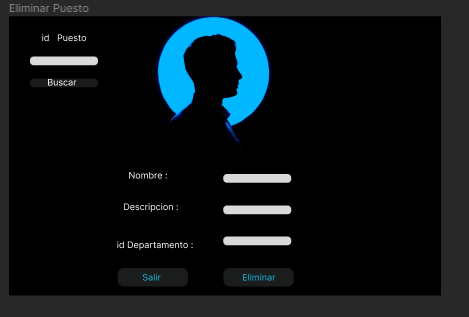 Eliminar Puesto
id Puesto
Buscar
Nombre :
Descripcion :
id Departamento :
Salir Eliminar